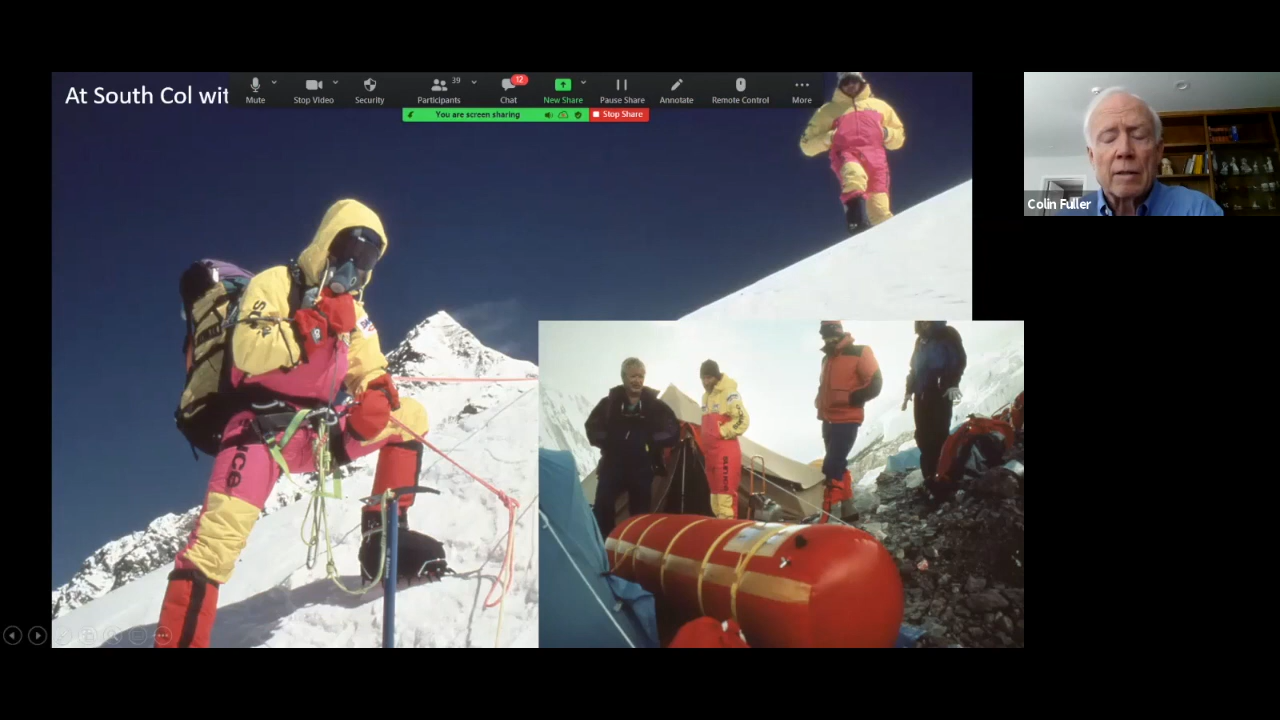 At South Col wit
Mute
Stop Video
Security
Participants
39
Chat
12
New Share
Pause Share
Annotate
Remote Control
More
You are screen sharing
Stop Share
Colin Fuller